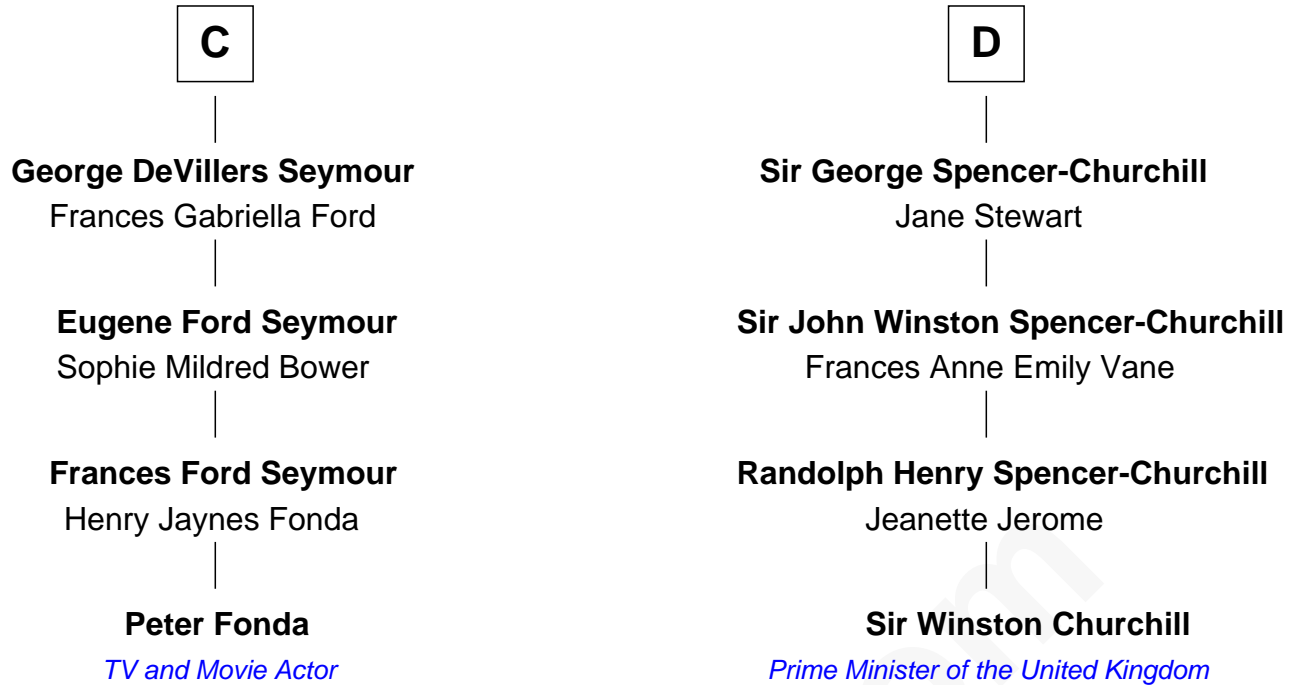 C
George DeVillers Seymour
Frances Gabriella Ford
Eugene Ford Seymour
Sophie Mildred Bower
Frances Ford Seymour
Henry Jaynes Fonda
Peter Fonda
TV and Movie Actor
D
Sir George Spencer-Churchill
Jane Stewart
Sir John Winston Spencer-Churchill
Frances Anne Emily Vane
Randolph Henry Spencer-Churchill
Jeanette Jerome
Sir Winston Churchill
Prime Minister of the United Kingdom